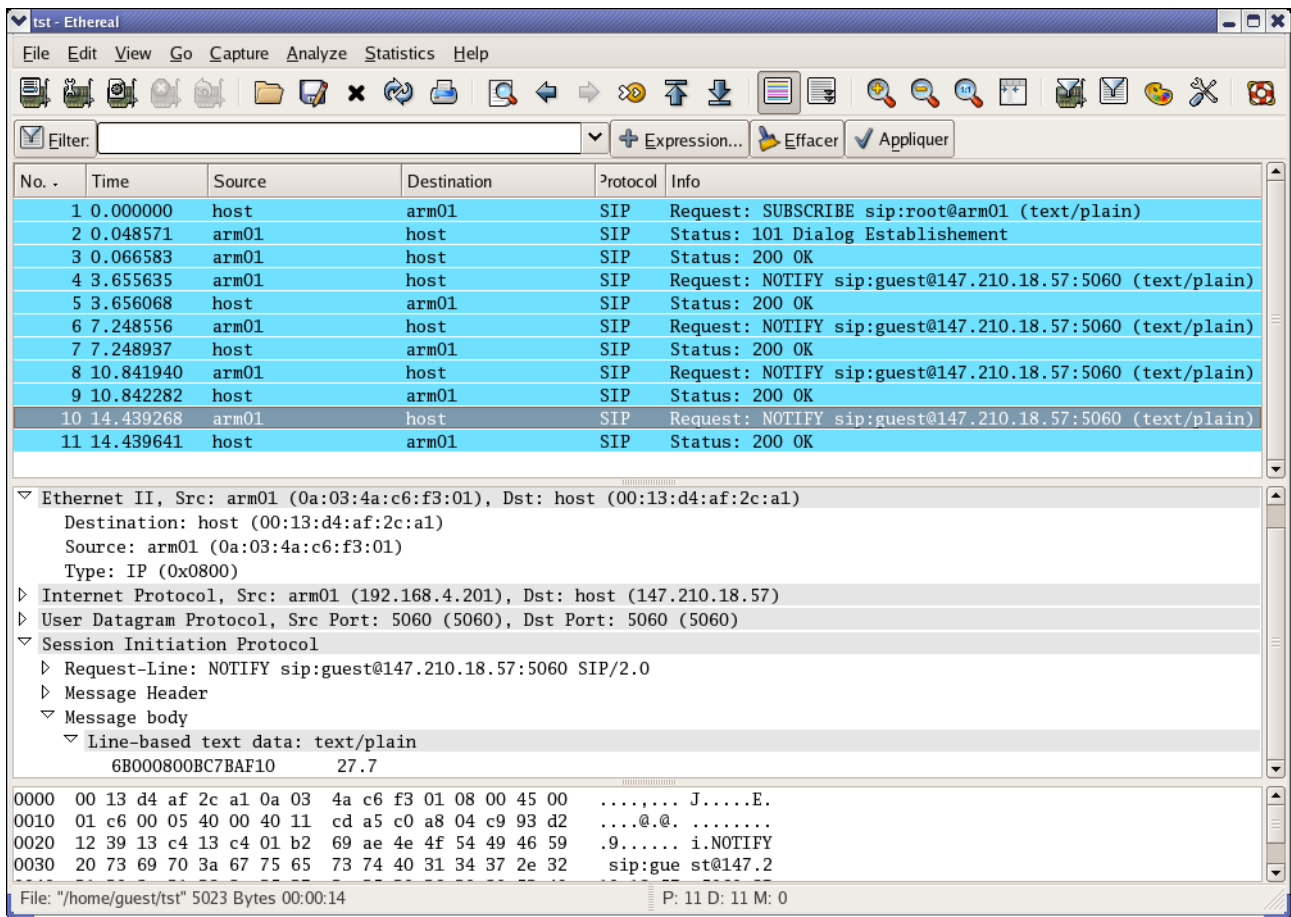 tst - Ethereal
File Edit View Go Capture Analyze Statistics Help
Filter: Expression... Effacer Appliquer
No. Time Source Destination Protocol Info
1 0.000000 host arm01 SIP Request: SUBSCRIBE sip:root@arm01 (text/plain)
2 0.048571 arm01 host SIP Status: 101 Dialog Establishement
3 0.066583 arm01 host SIP Status: 200 OK
4 3.655635 arm01 host SIP Request: NOTIFY sip:guest@147.210.18.57:5060 (text/plain)
5 3.656068 host arm01 SIP Status: 200 OK
6 7.248556 arm01 host SIP Request: NOTIFY sip:guest@147.210.18.57:5060 (text/plain)
7 7.248937 host arm01 SIP Status: 200 OK
8 10.841940 arm01 host SIP Request: NOTIFY sip:guest@147.210.18.57:5060 (text/plain)
9 10.842282 host arm01 SIP Status: 200 OK
10 14.439268 arm01 host SIP Request: NOTIFY sip:guest@147.210.18.57:5060 (text/plain)
11 14.439641 host arm01 SIP Status: 200 OK
Ethernet II, Src: arm01 (0a:03:4a:c6:f3:01), Dst: host (00:13:d4:af:2c:a1)
Destination: host (00:13:d4:af:2c:a1)
Source: arm01 (0a:03:4a:c6:f3:01)
Type: IP (0x0800)
Internet Protocol, Src: arm01 (192.168.4.201), Dst: host (147.210.18.57)
User Datagram Protocol, Src Port: 5060 (5060), Dst Port: 5060 (5060)
Session Initiation Protocol
Request-Line: NOTIFY sip:guest@147.210.18.57:5060 SIP/2.0
Message Header
Message body
Line-based text data: text/plain
6B000800BC7BAF10 27.7
0000 00 13 d4 af 2c a1 0a 03 4a c6 f3 01 08 00 45 00 ....,... J.....E.
0010 01 c6 00 05 40 00 40 11 cd a5 c0 a8 04 c9 93 d2 ....@.@. ........
0020 12 39 13 c4 13 c4 01 b2 69 ae 4e 4f 54 49 46 59 .9...... i.NOTIFY
0030 20 73 69 70 3a 67 75 65 73 74 40 31 34 37 2e 32 sip:gue st@147.2
File: "/home/guest/tst" 5023 Bytes 00:00:14 P: 11 D: 11 M: 0